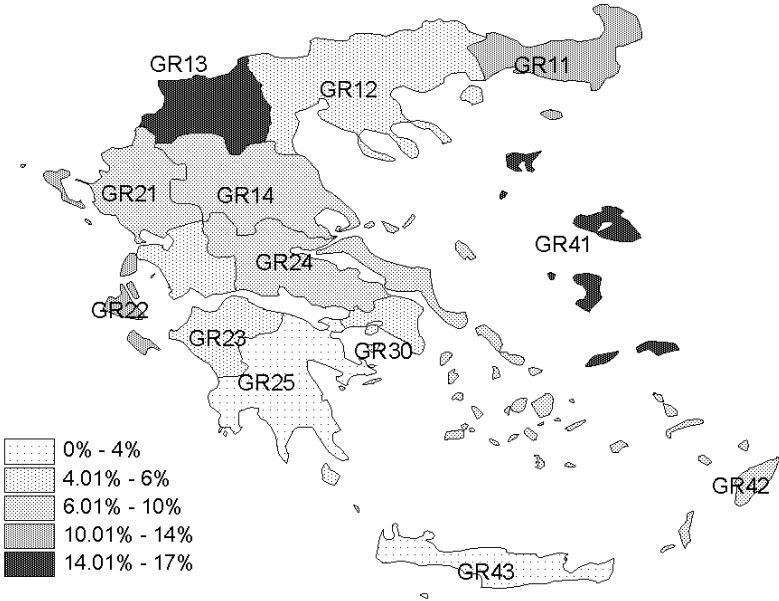 GR13
GR11
GR12
GR21
GR14
GR41
GR24
GR22
GR23
GR30
GR25
GR42
GR43
0% - 4%
4.01% - 6%
6.01% - 10%
10.01% - 14%
14.01% - 17%